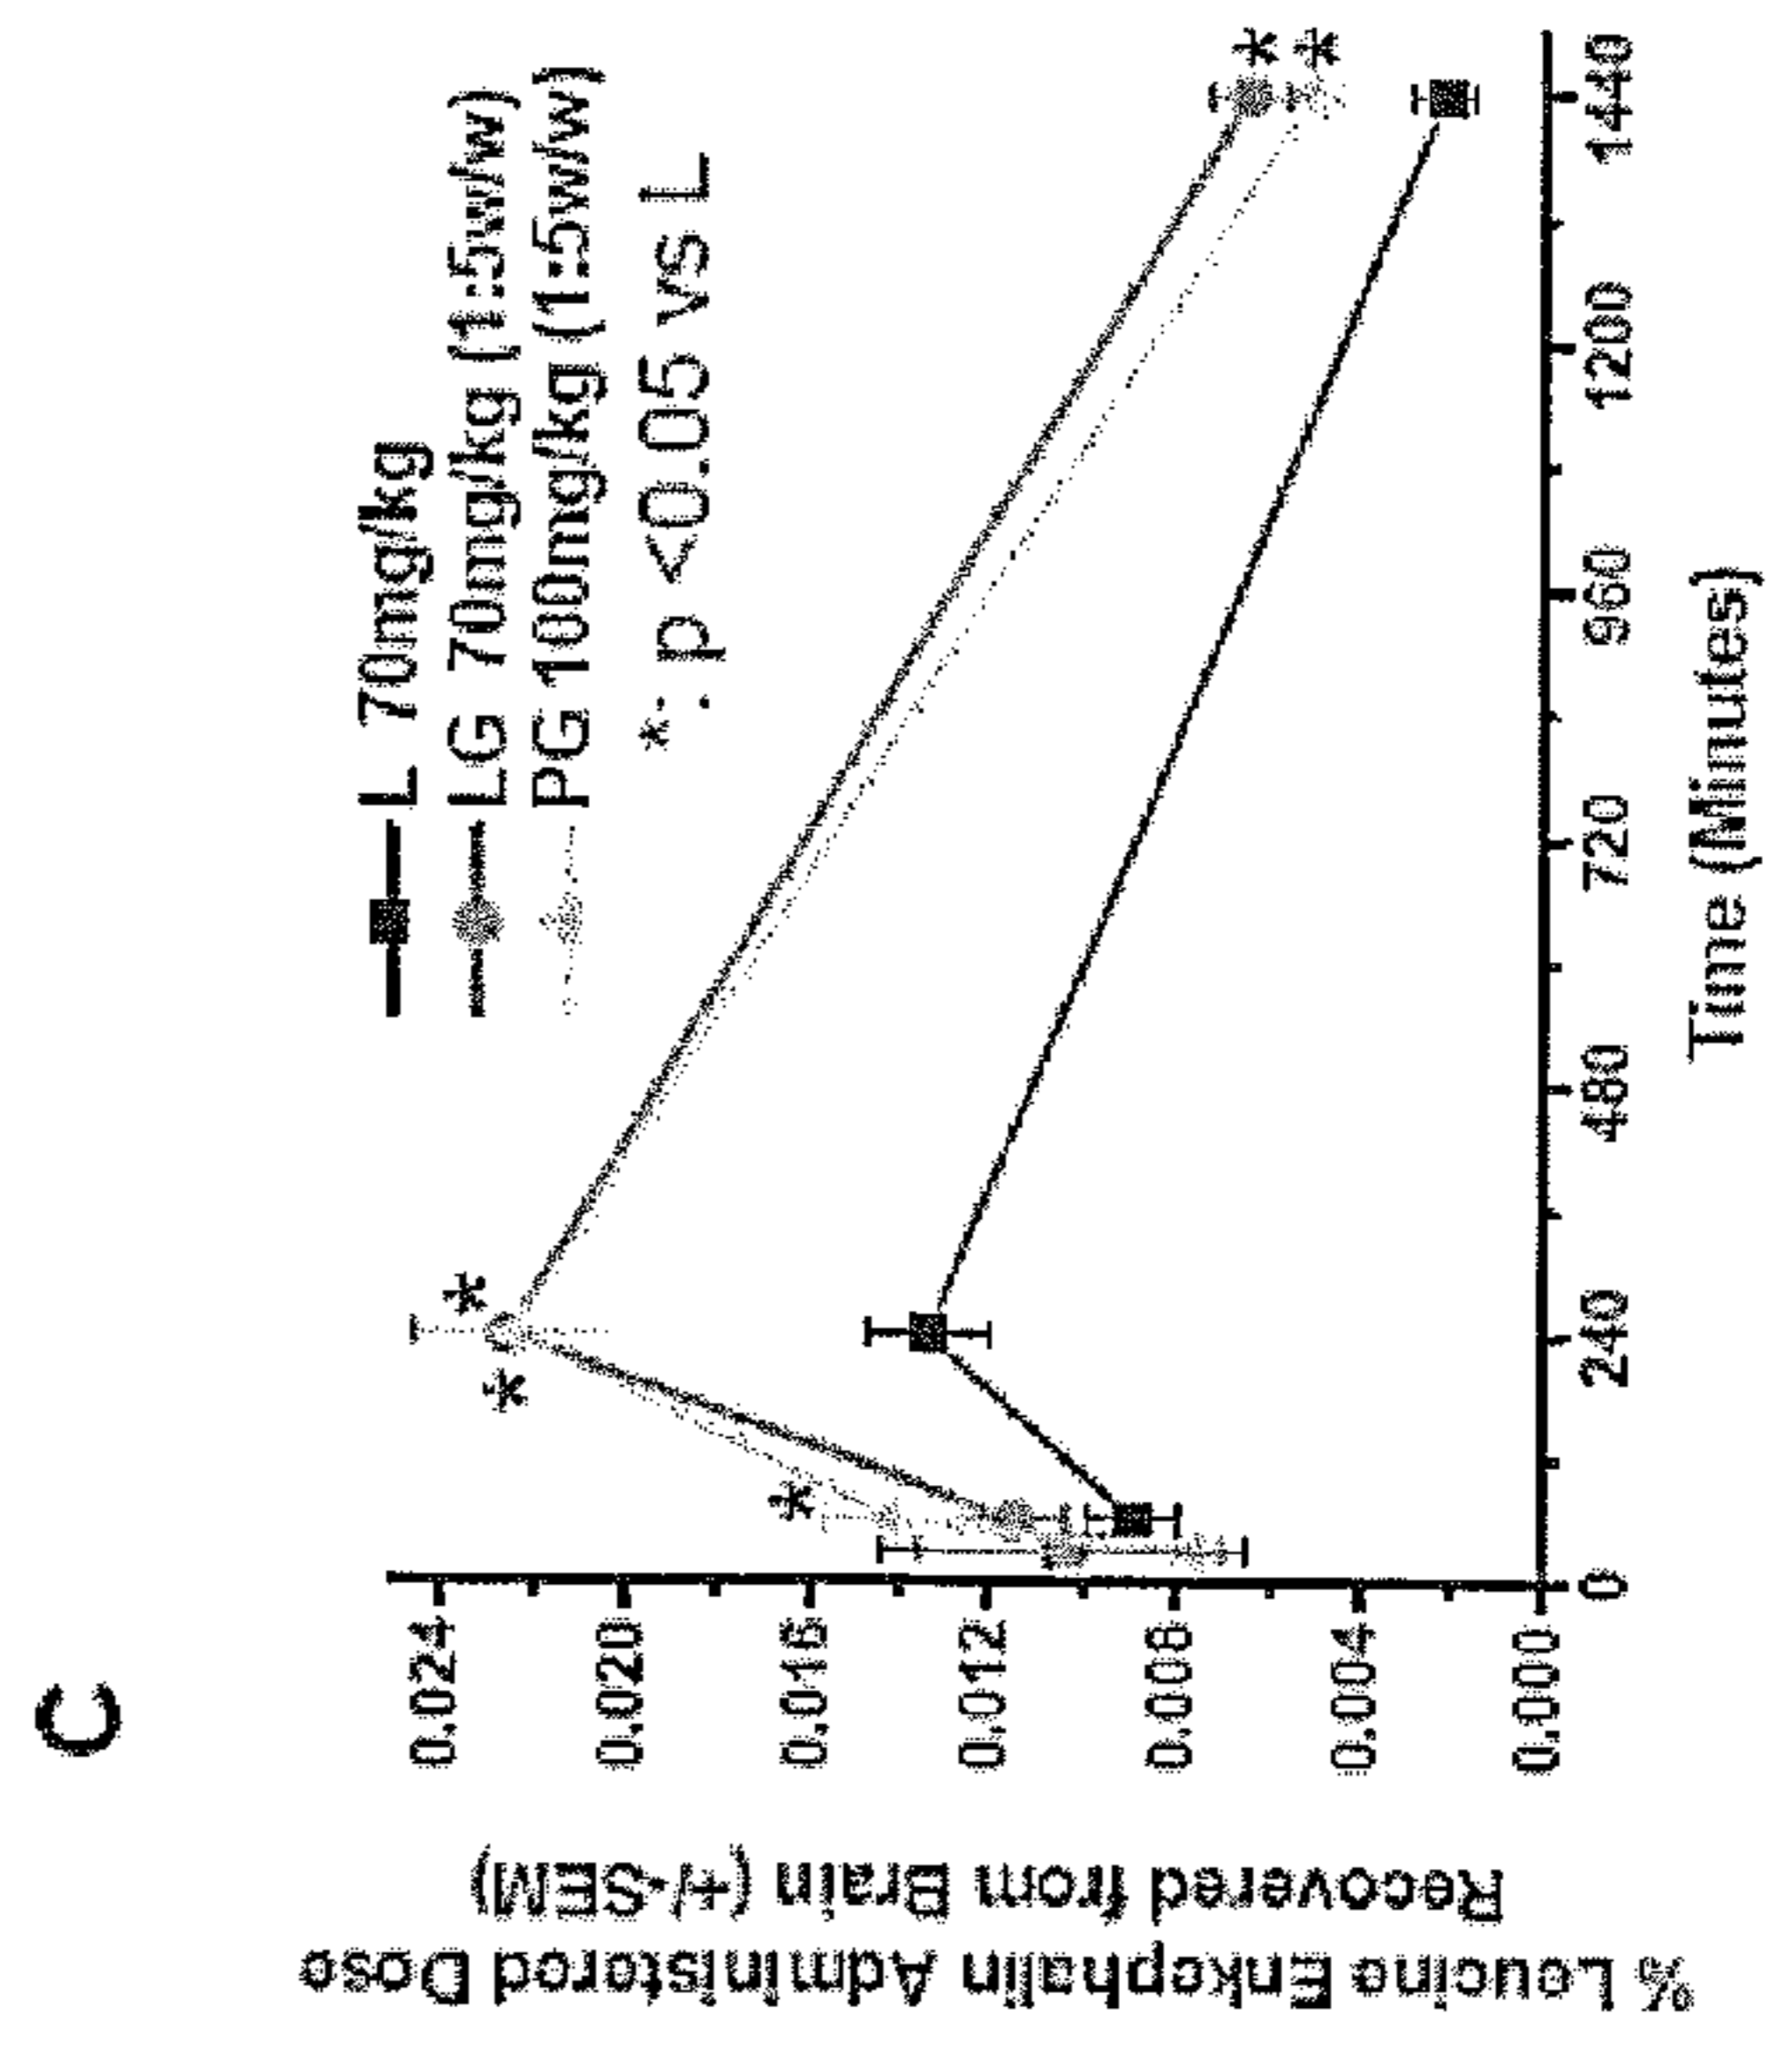 C
L 70mg/kg
LG 70mg/kg (1:5w/w)
PG 100mg/kg (1:5w/w)
*: p <0.05 vs L
% Leucine Enkephalin Administered Dose
Recovered from Brain (+/-SEM)
0.024
0.020
0.016
0.012
0.008
0.004
0.000
*
*
*
*
*
0
240
480
720
960
1200
1440
Time (Minutes)